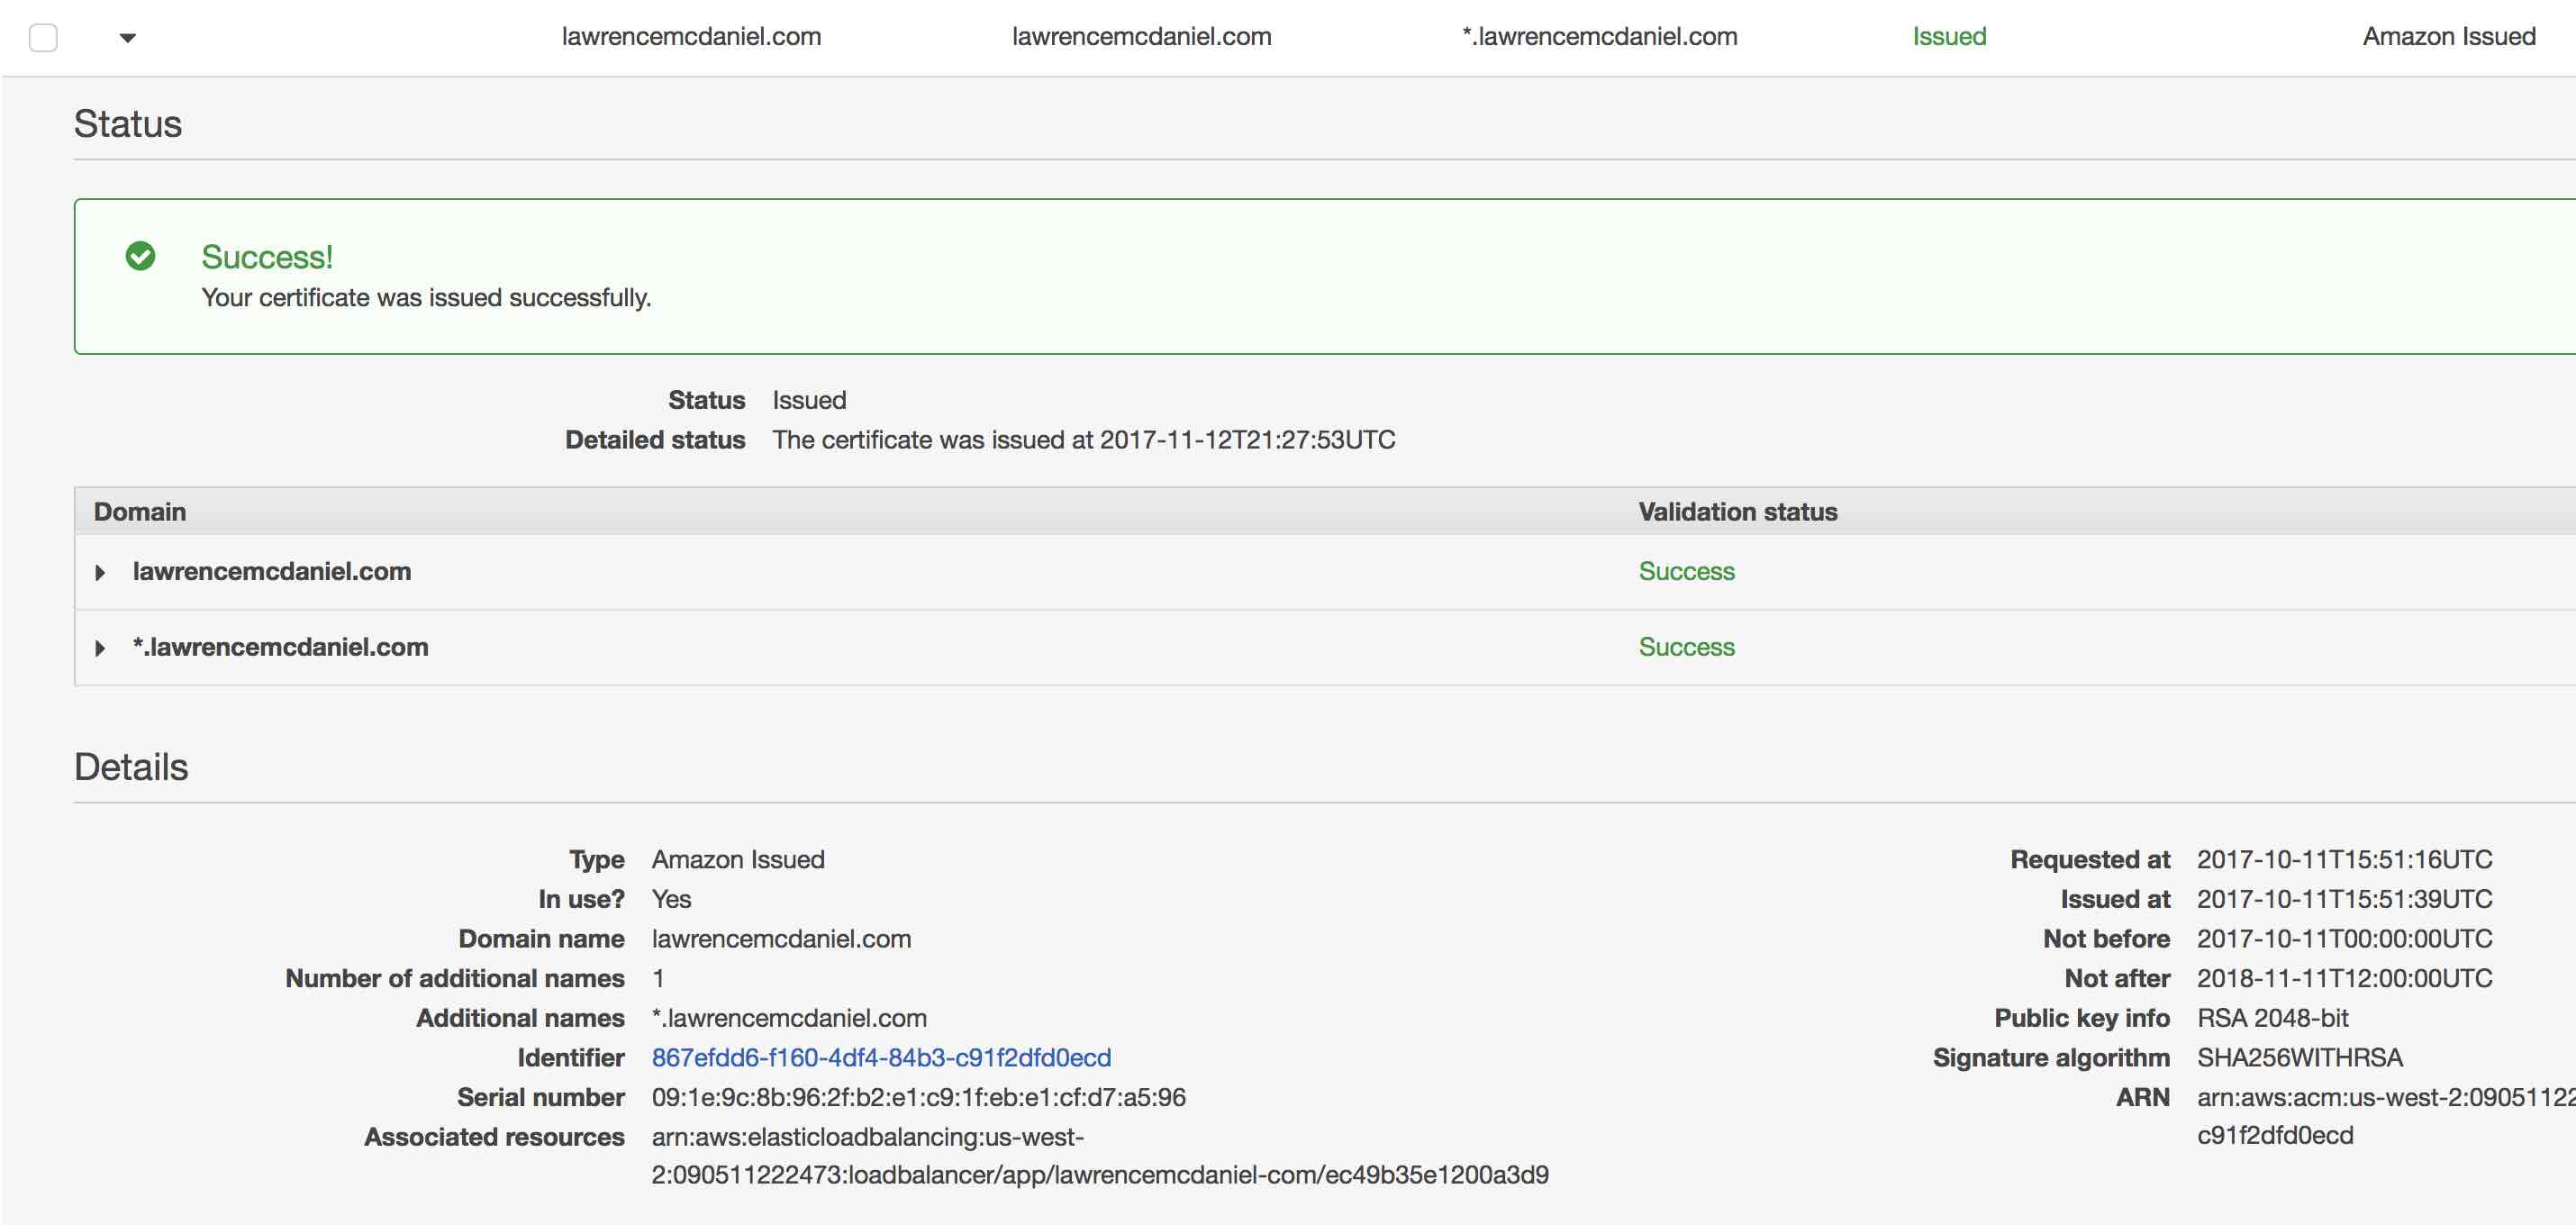 lawrencemcdaniel.com lawrencemcdaniel.com *.lawrencemcdaniel.com Issued Amazon Issued
Status
Success!
Your certificate was issued successfully.
Status Issued
Detailed status The certificate was issued at 2017-11-12T21:27:53UTC
Domain Validation status
lawrencemcdaniel.com Success
*.lawrencemcdaniel.com Success
Details
Type Amazon Issued
In use? Yes
Domain name lawrencemcdaniel.com
Number of additional names 1
Additional names *.lawrencemcdaniel.com
Identifier 867efdd6-f160-4df4-84b3-c91f2dfd0ecd
Serial number 09:1e:9c:8b:96:2f:b2:e1:c9:1f:eb:e1:cf:d7:a5:96
Associated resources arn:aws:elasticloadbalancing:us-west-
2:090511222473:loadbalancer/app/lawrencemcdaniel-com/ec49b35e1200a3d9
Requested at 2017-10-11T15:51:16UTC
Issued at 2017-10-11T15:51:39UTC
Not before 2017-10-11T00:00:00UTC
Not after 2018-11-11T12:00:00UTC
Public key info RSA 2048-bit
Signature algorithm SHA256WITHRSA
ARN arn:aws:acm:us-west-2:09051122
c91f2dfd0ecd